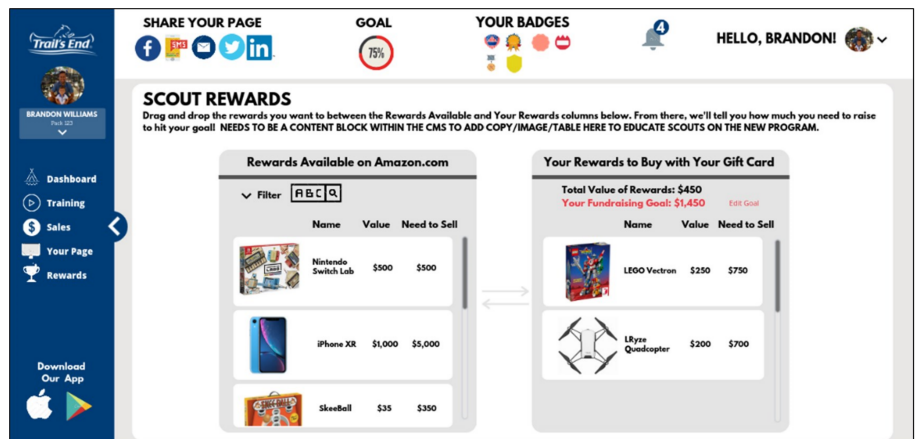 Trail's End
BRANDON WILLIAMS
Pack 123
Dashboard
Training
Sales
Your Page
Rewards
Download
Our App
SHARE YOUR PAGE
SMS
GOAL
75%
YOUR BADGES
4
HELLO, BRANDON!
SCOUT REWARDS
Drag and drop the rewards you want to between the Rewards Available and Your Rewards columns below. From there, we'll tell you how much you need to raise
to hit your goal! NEEDS TO BE A CONTENT BLOCK WITHIN THE CMS TO ADD COPY/IMAGE/TABLE HERE TO EDUCATE SCOUTS ON THE NEW PROGRAM.
Rewards Available on Amazon.com
Filter ABC
Name Value Need to Sell
Nintendo
Switch Lab $500 $500
iPhone XR $1,000 $5,000
SkeeBall $35 $350
Your Rewards to Buy with Your Gift Card
Total Value of Rewards: $450
Your Fundraising Goal: $1,450 Edit Goal
Name Value Need to Sell
LEGO Vectron $250 $750
LRyze
Quadcopter $200 $700